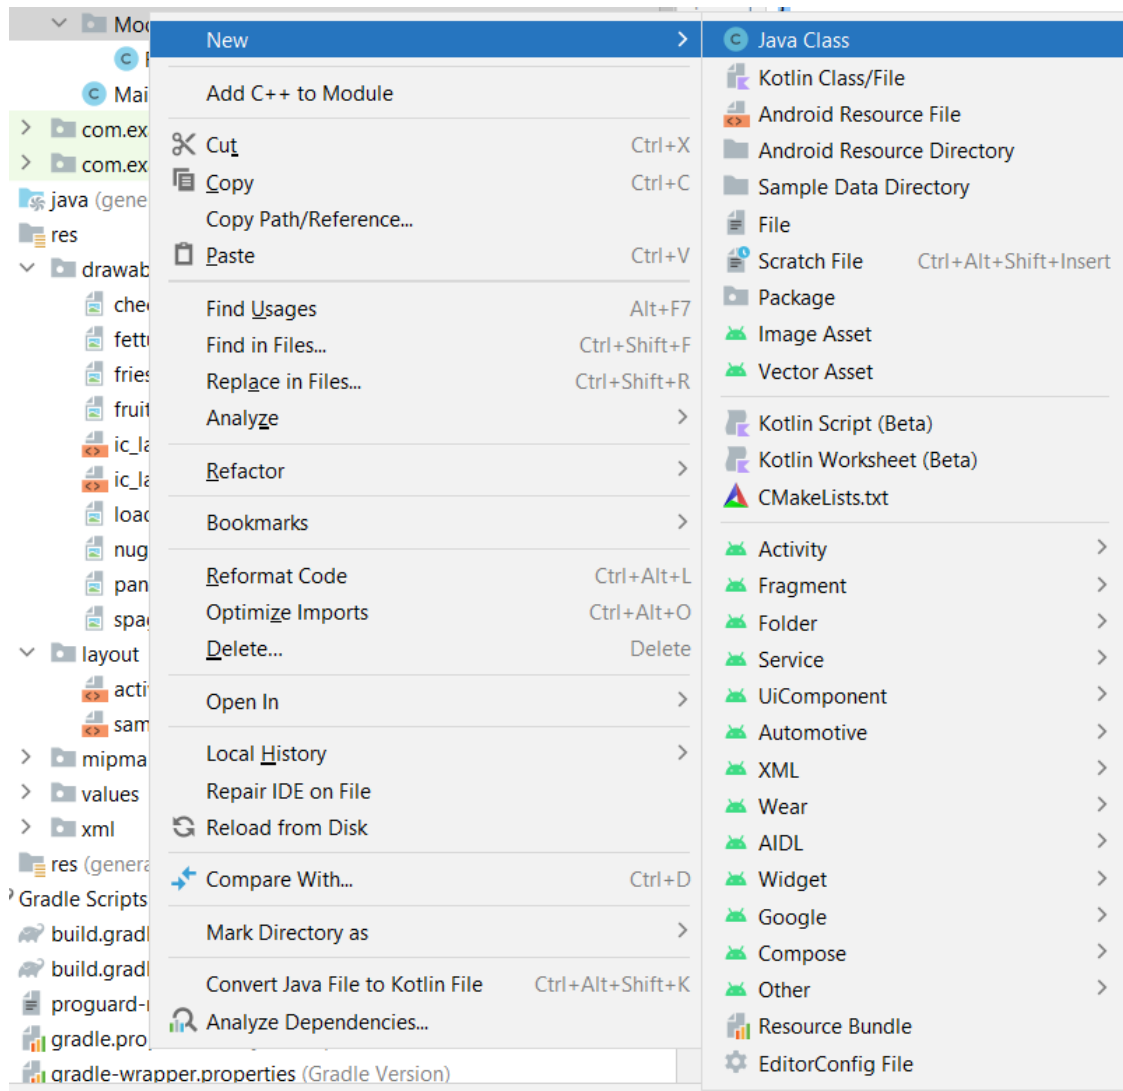 Moc
Mai
com.ex
com.ex
java (gene
res
drawab
chee
fettu
fries
fruit
ic_la
ic_la
load
nug
pan
spag
layout
acti
sam
mipma
values
xml
res (genera
Gradle Scripts
build.gradl
build.gradl
proguard-r
gradle.pro
gradle-wrapper.properties (Gradle Version)
New
Add C++ to Module
Cut Ctrl+X
Copy Ctrl+C
Copy Path/Reference...
Paste Ctrl+V
Find Usages Alt+F7
Find in Files... Ctrl+Shift+F
Replace in Files... Ctrl+Shift+R
Analyze
Refactor
Bookmarks
Reformat Code Ctrl+Alt+L
Optimize Imports Ctrl+Alt+O
Delete... Delete
Open In
Local History
Repair IDE on File
Reload from Disk
Compare With... Ctrl+D
Mark Directory as
Convert Java File to Kotlin File Ctrl+Alt+Shift+K
Analyze Dependencies...
Java Class
Kotlin Class/File
Android Resource File
Android Resource Directory
Sample Data Directory
File
Scratch File Ctrl+Alt+Shift+Insert
Package
Image Asset
Vector Asset
Kotlin Script (Beta)
Kotlin Worksheet (Beta)
CMakeLists.txt
Activity
Fragment
Folder
Service
UiComponent
Automotive
XML
Wear
AIDL
Widget
Google
Compose
Other
Resource Bundle
EditorConfig File